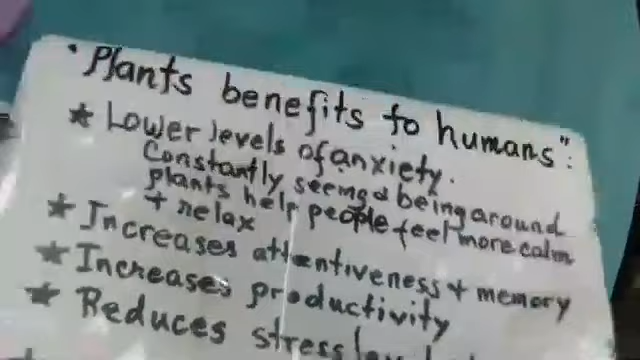 "Plants benefits to humans":
★ Lower levels of anxiety.
Constantly seeing & being around
plants help people feel more calm
+ relax
★ Increases attentiveness + memory
★ Increases productivity
★ Reduces stress